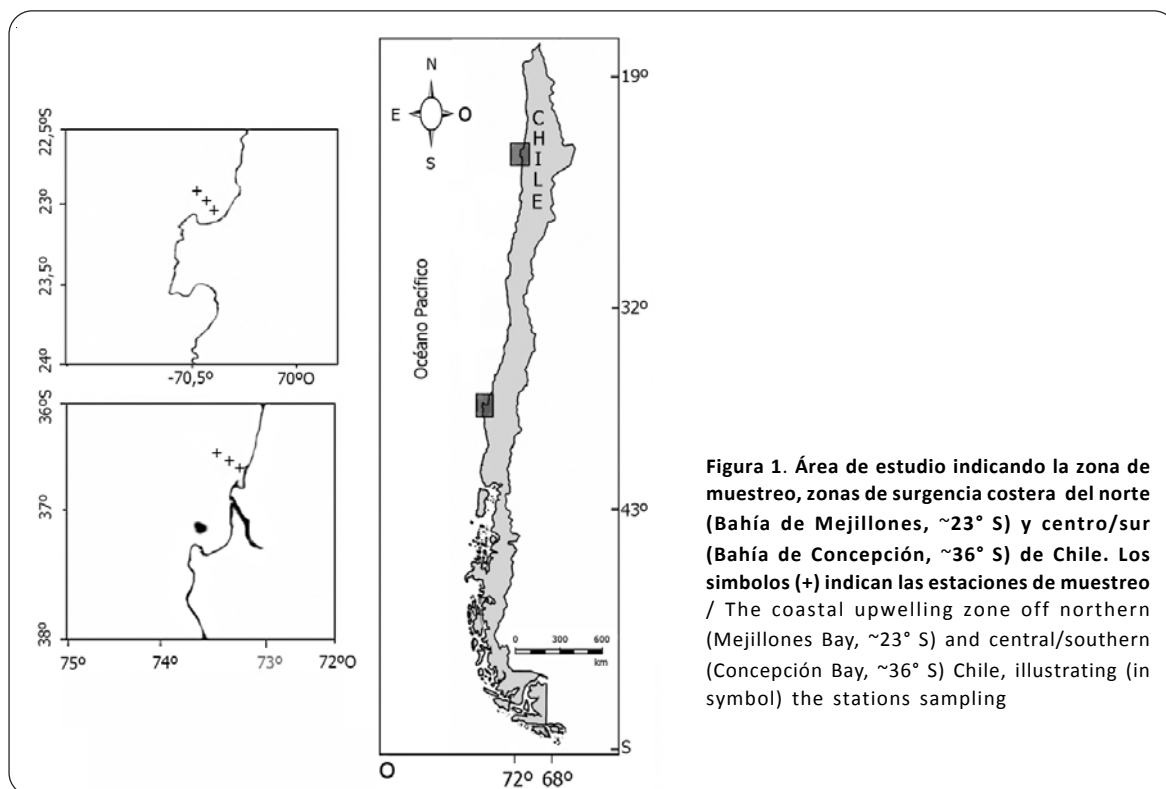 22,5ºS
23º
23,5º
24º
-70,5º
70ºO
36ºS
37º
38º
75º
74º
73º
72ºO
N
E
O
S
CHILE
Océano Pacífico
19º
32º
43º
S
0 300 600
km
O
72º 68º
Figura 1. Área de estudio indicando la zona de
muestreo, zonas de surgencia costera del norte
(Bahía de Mejillones, ~23° S) y centro/sur
(Bahía de Concepción, ~36° S) de Chile. Los
simbolos (+) indican las estaciones de muestreo
/ The coastal upwelling zone off northern
(Mejillones Bay, ~23° S) and central/southern
(Concepción Bay, ~36° S) Chile, illustrating (in
symbol) the stations sampling